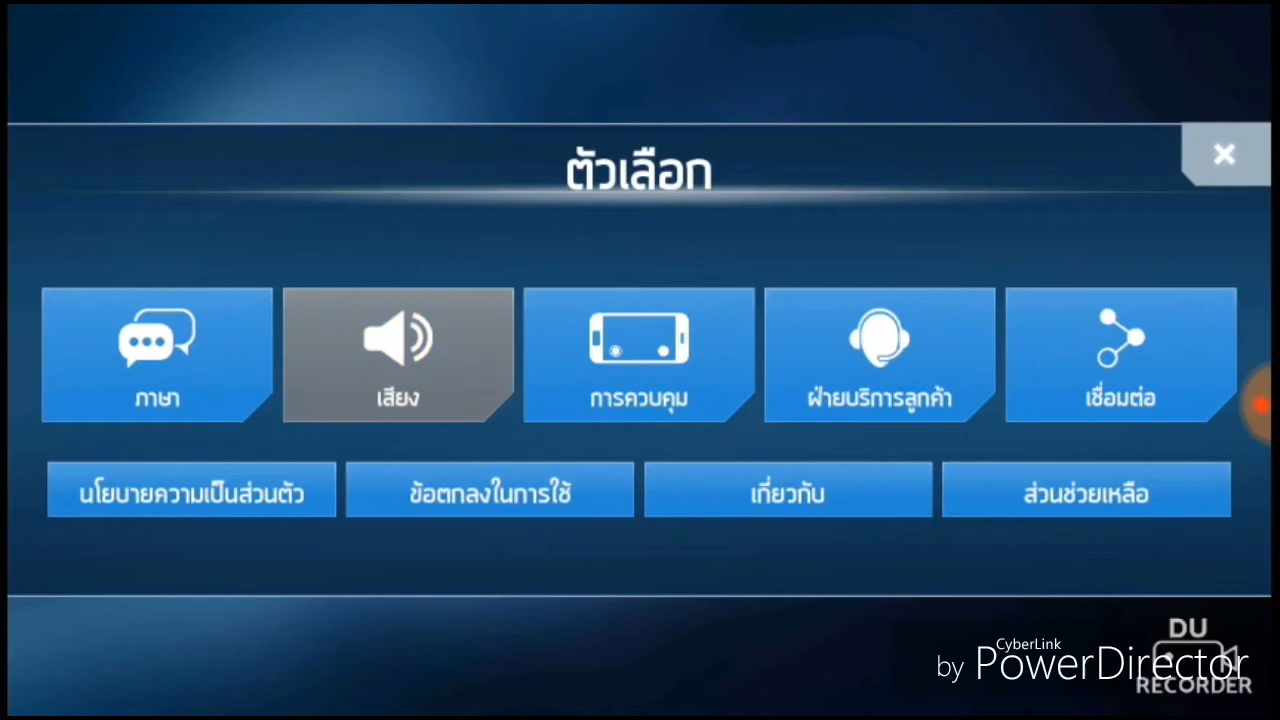 ตัวเลือก
ภาษา
เสียง
การควบคุม
ฝ่ายบริการลูกค้า
เชื่อมต่อ
นโยบายความเป็นส่วนตัว
ข้อตกลงในการใช้
เกี่ยวกับ
ส่วนช่วยเหลือ
DU
RECORDER
CyberLink
by PowerDirector